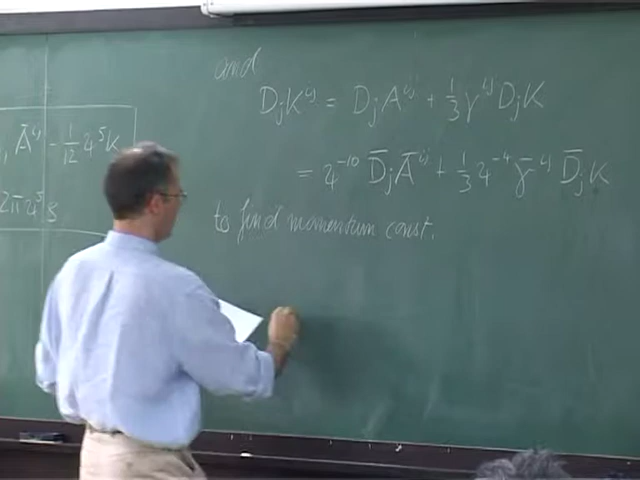 , Ā^ij - 1/12 ψ^5 K
2πψ^5 S
and
D_j K^ij = D_j A^ij + 1/3 γ^ij D_j K
= ψ^-10 D̄_j Ā^ij + 1/3 ψ^-4 γ̄^ij D̄_j K
to find momentum const.